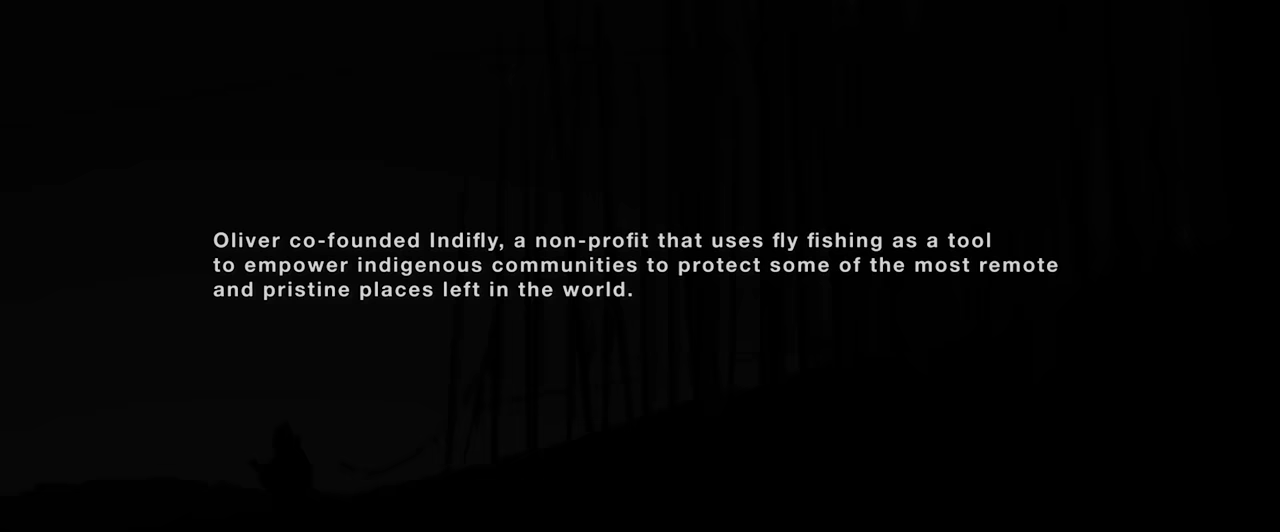 Oliver co-founded Indifly, a non-profit that uses fly fishing as a tool
to empower indigenous communities to protect some of the most remote
and pristine places left in the world.